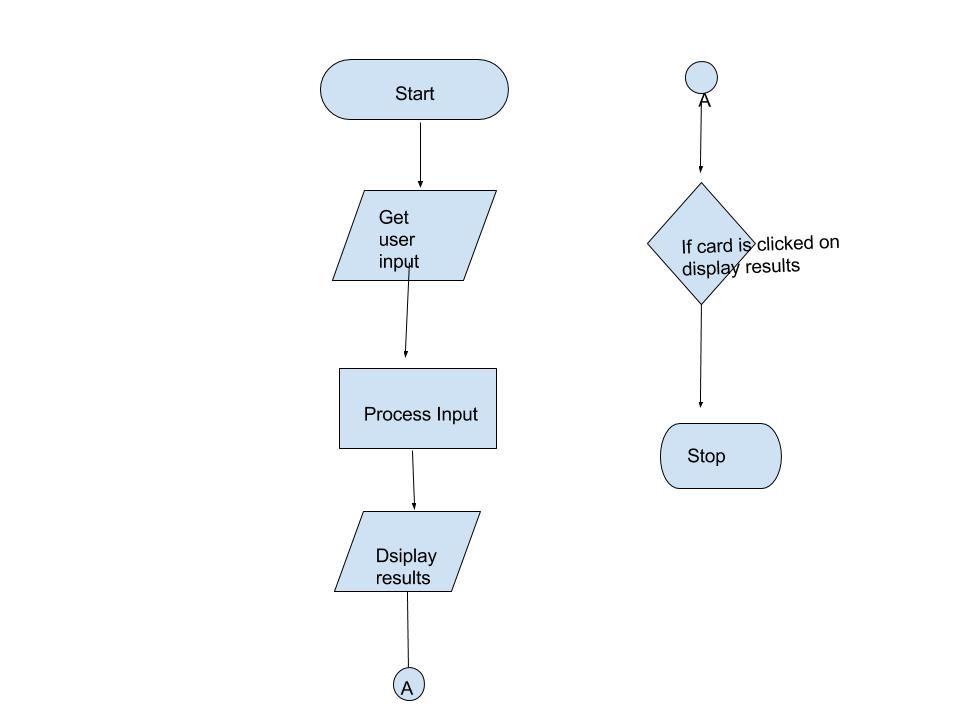 Start
Get
user
input
Process Input
Dsiplay
results
A
A
If card is clicked on
display results
Stop